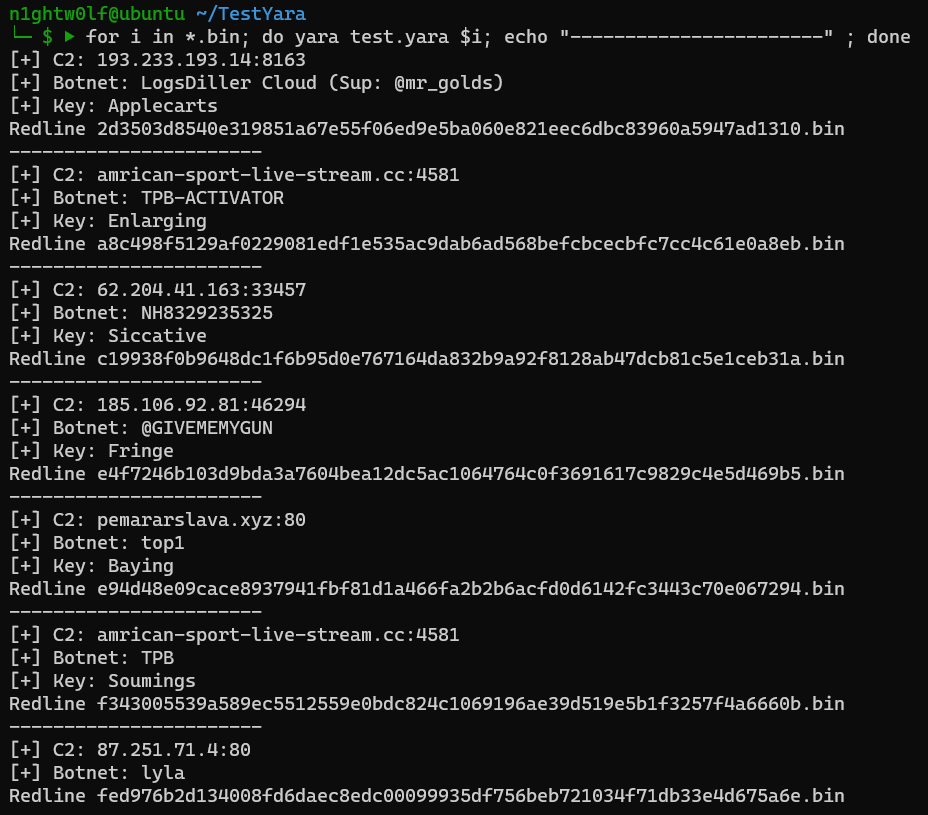 n1ghtw0lf@ubuntu ~/TestYara
└─ $ ▶ for i in *.bin; do yara test.yara $i; echo "-----------------------" ; done
[+] C2: 193.233.193.14:8163
[+] Botnet: LogsDiller Cloud (Sup: @mr_golds)
[+] Key: Applecarts
Redline 2d3503d8540e319851a67e55f06ed9e5ba060e821eec6dbc83960a5947ad1310.bin
-----------------------
[+] C2: amrican-sport-live-stream.cc:4581
[+] Botnet: TPB-ACTIVATOR
[+] Key: Enlarging
Redline a8c498f5129af0229081edf1e535ac9dab6ad568befcbcecbfc7cc4c61e0a8eb.bin
-----------------------
[+] C2: 62.204.41.163:33457
[+] Botnet: NH8329235325
[+] Key: Siccative
Redline c19938f0b9648dc1f6b95d0e767164da832b9a92f8128ab47dcb81c5e1ceb31a.bin
-----------------------
[+] C2: 185.106.92.81:46294
[+] Botnet: @GIVEMEMYGUN
[+] Key: Fringe
Redline e4f7246b103d9bda3a7604bea12dc5ac1064764c0f3691617c9829c4e5d469b5.bin
-----------------------
[+] C2: pemararslava.xyz:80
[+] Botnet: top1
[+] Key: Baying
Redline e94d48e09cace8937941fbf81d1a466fa2b2b6acfd0d6142fc3443c70e067294.bin
-----------------------
[+] C2: amrican-sport-live-stream.cc:4581
[+] Botnet: TPB
[+] Key: Soumings
Redline f343005539a589ec5512559e0bdc824c1069196ae39d519e5b1f3257f4a6660b.bin
-----------------------
[+] C2: 87.251.71.4:80
[+] Botnet: lyla
Redline fed976b2d134008fd6daec8edc00099935df756beb721034f71db33e4d675a6e.bin